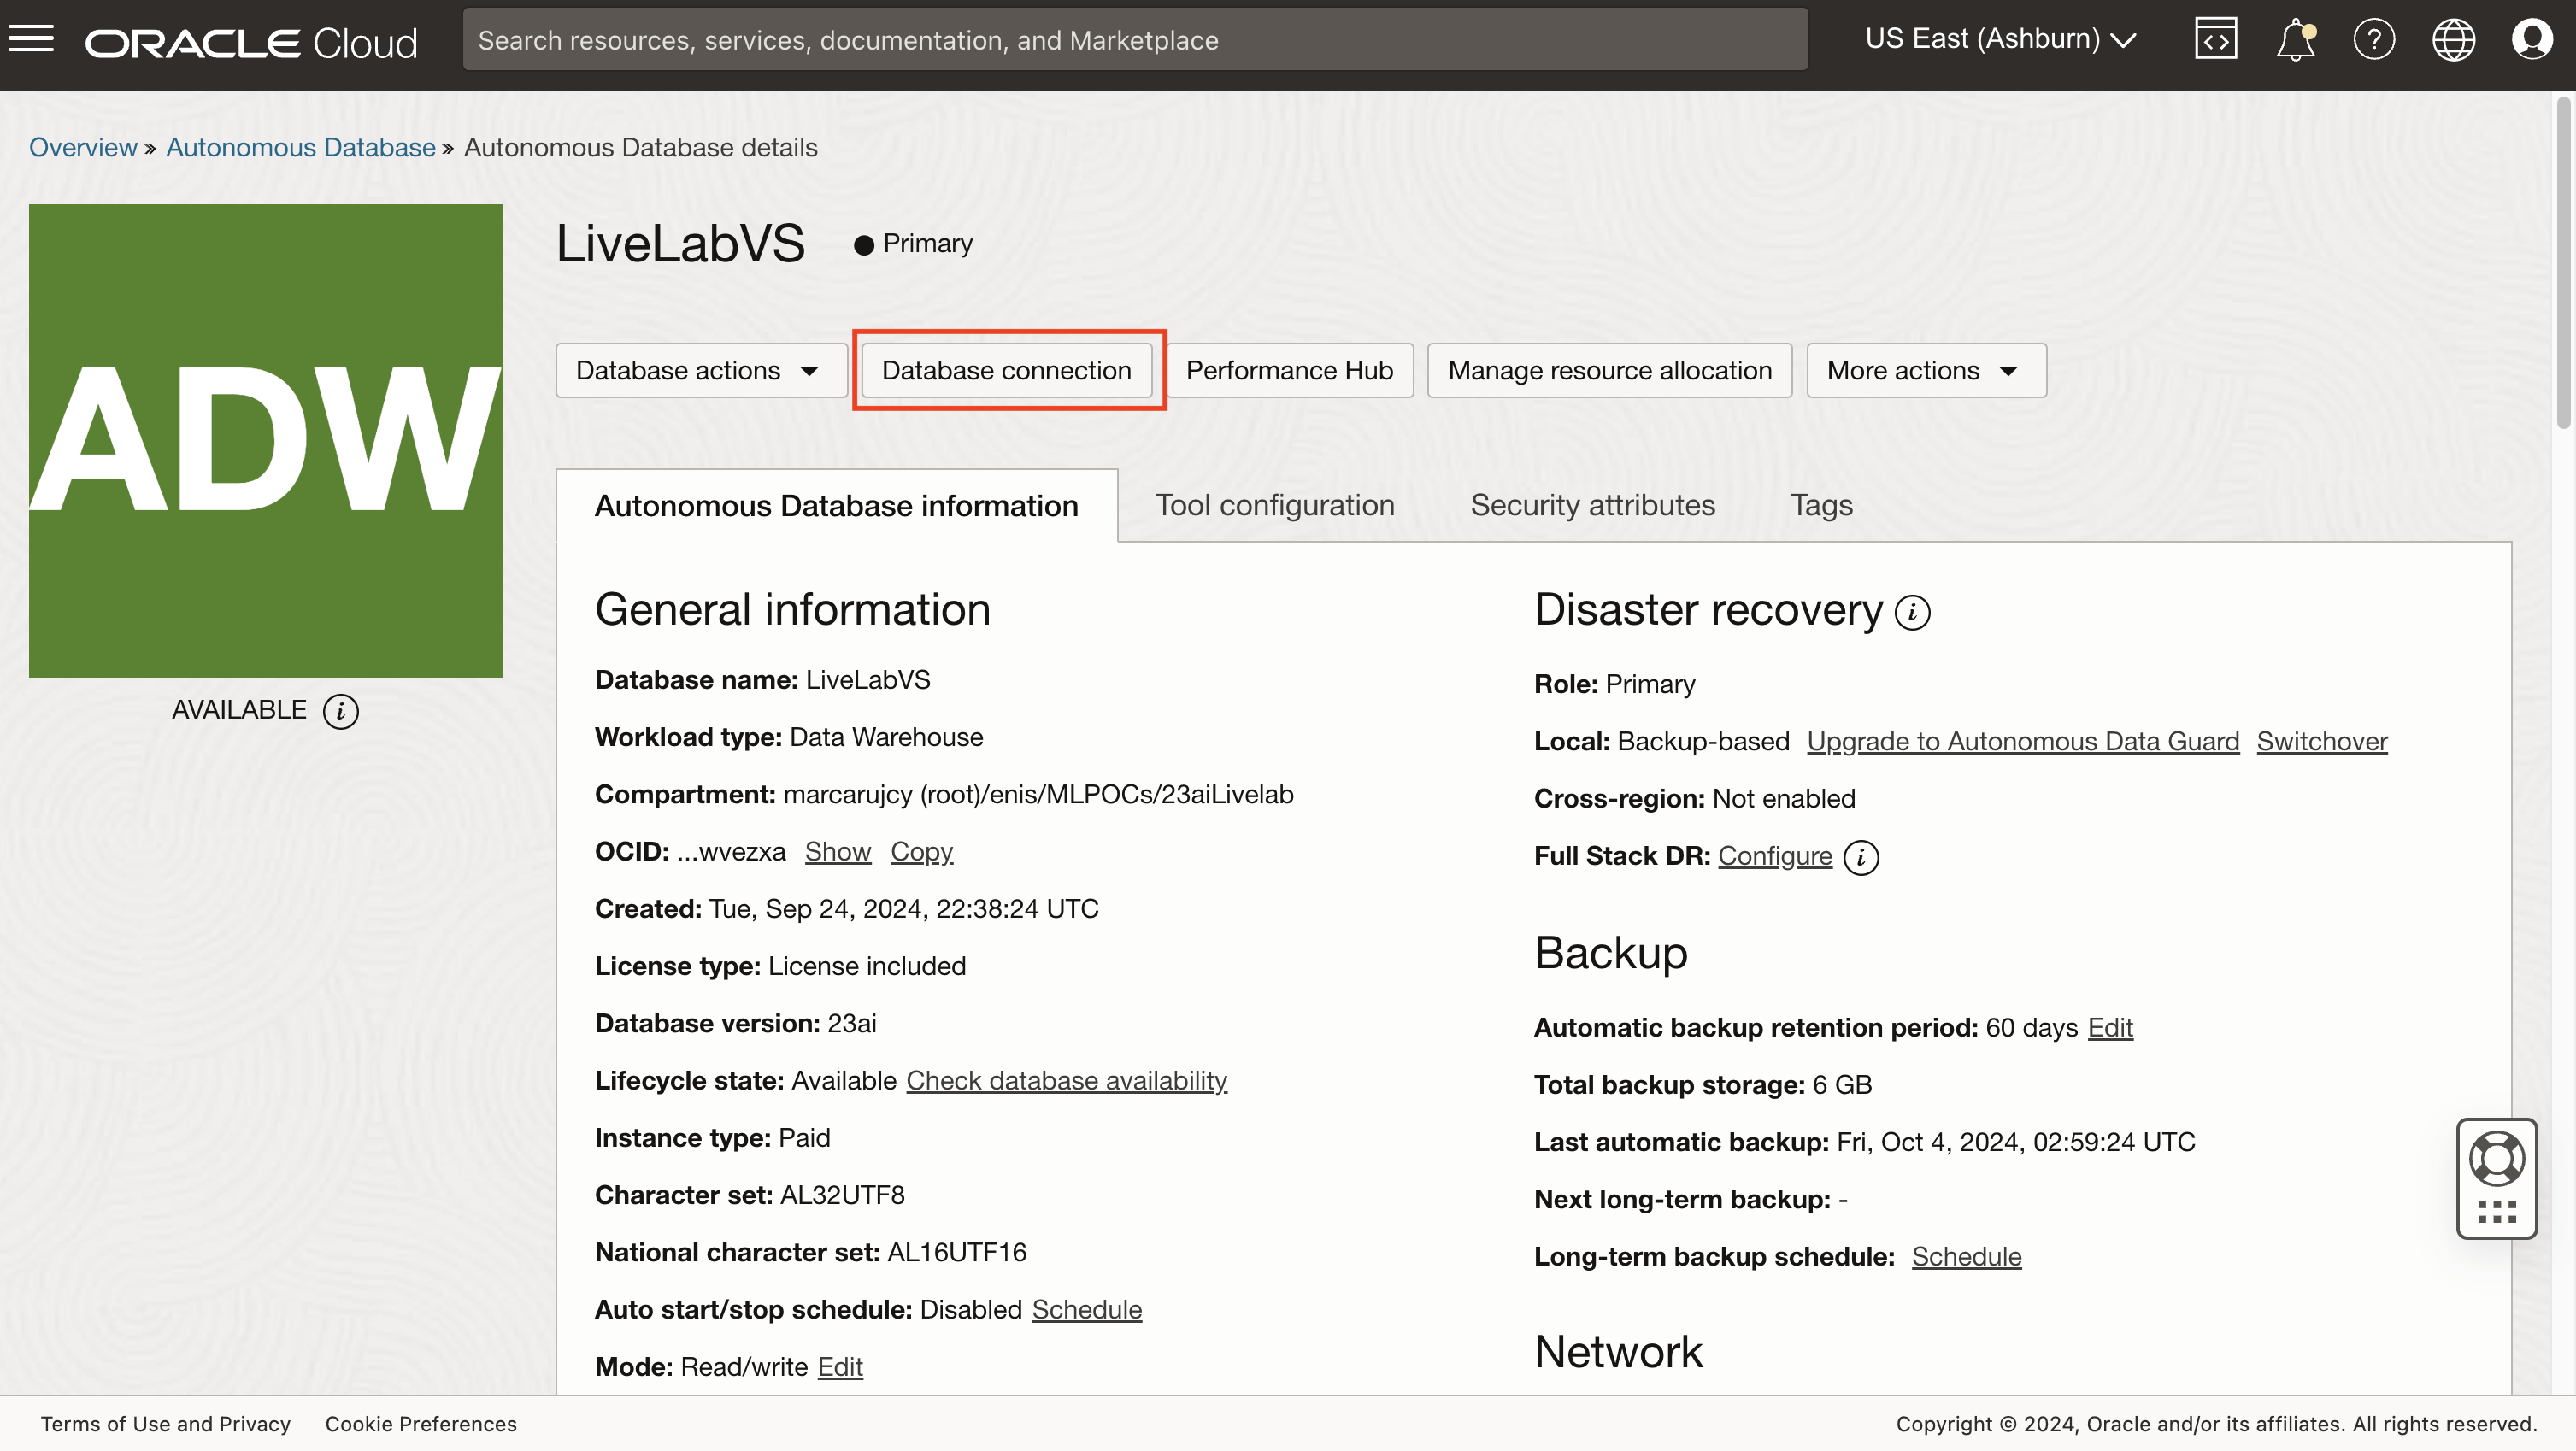 ORACLE Cloud
Search resources, services, documentation, and Marketplace
US East (Ashburn)
Overview » Autonomous Database » Autonomous Database details
ADW
AVAILABLE
LiveLabVS
Primary
Database actions
Database connection
Performance Hub
Manage resource allocation
More actions
Autonomous Database information
Tool configuration
Security attributes
Tags
General information
Database name: LiveLabVS
Workload type: Data Warehouse
Compartment: marcarujcy (root)/enis/MLPOCs/23aiLivelab
OCID: ...wvezxa Show Copy
Created: Tue, Sep 24, 2024, 22:38:24 UTC
License type: License included
Database version: 23ai
Lifecycle state: Available Check database availability
Instance type: Paid
Character set: AL32UTF8
National character set: AL16UTF16
Auto start/stop schedule: Disabled Schedule
Mode: Read/write Edit
Disaster recovery
Role: Primary
Local: Backup-based Upgrade to Autonomous Data Guard Switchover
Cross-region: Not enabled
Full Stack DR: Configure
Backup
Automatic backup retention period: 60 days Edit
Total backup storage: 6 GB
Last automatic backup: Fri, Oct 4, 2024, 02:59:24 UTC
Next long-term backup: -
Long-term backup schedule: Schedule
Network
Terms of Use and Privacy
Cookie Preferences
Copyright © 2024, Oracle and/or its affiliates. All rights reserved.